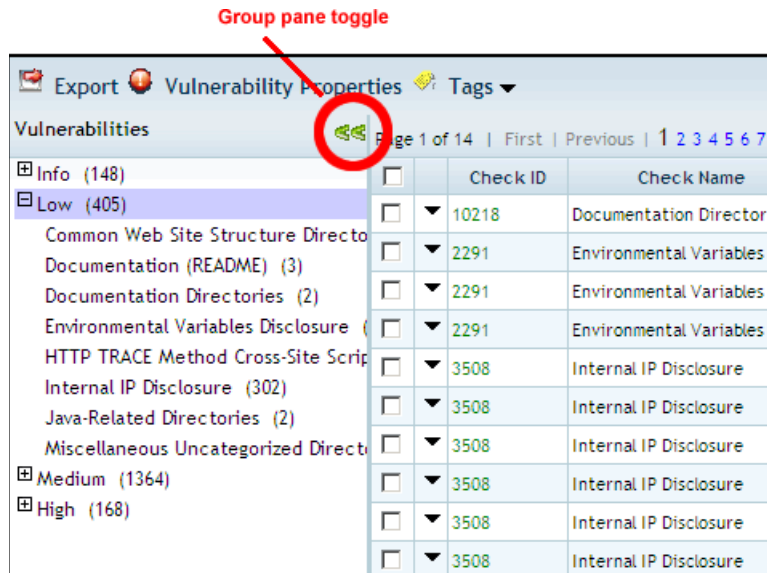 Group pane toggle
Export Vulnerability Properties Tags
Vulnerabilities
Page 1 of 14 | First | Previous | 1 2 3 4 5 6 7
Info (148)
Low (405)
Common Web Site Structure Directo
Documentation (README) (3)
Documentation Directories (2)
Environmental Variables Disclosure (
HTTP TRACE Method Cross-Site Scrip
Internal IP Disclosure (302)
Java-Related Directories (2)
Miscellaneous Uncategorized Directo
Medium (1364)
High (168)
Check ID Check Name
10218 Documentation Director
2291 Environmental Variables
2291 Environmental Variables
2291 Environmental Variables
3508 Internal IP Disclosure
3508 Internal IP Disclosure
3508 Internal IP Disclosure
3508 Internal IP Disclosure
3508 Internal IP Disclosure
3508 Internal IP Disclosure